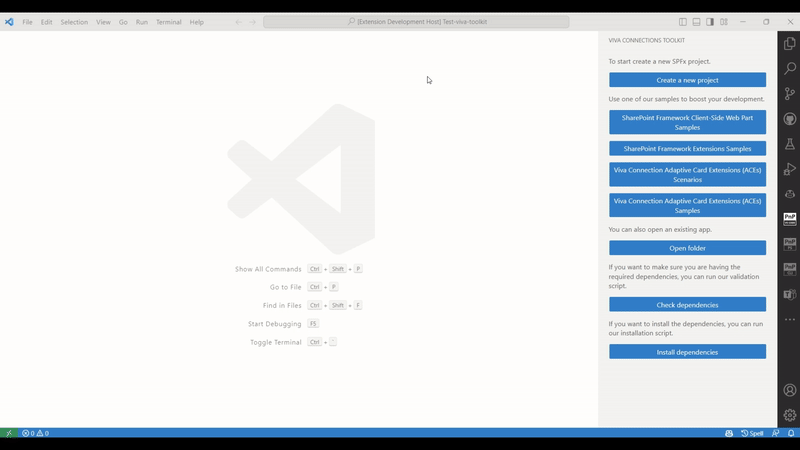 File Edit Selection View Go Run Terminal Help
[Extension Development Host] Test-viva-toolkit
VIVA CONNECTIONS TOOLKIT
To start create a new SPFx project.
Create a new project
Use one of our samples to boost your development.
SharePoint Framework Client-Side Web Part
Samples
SharePoint Framework Extensions Samples
Viva Connection Adaptive Card Extensions (ACEs)
Scenarios
Viva Connection Adaptive Card Extensions (ACEs)
Samples
You can also open an existing app.
Open folder
If you want to make sure you are having the
required dependencies, you can run our validation
script.
Check dependencies
If you want to install the dependencies, you can run
our installation script.
Install dependencies
Show All Commands Ctrl + Shift + P
Go to File Ctrl + P
Find in Files Ctrl + Shift + F
Start Debugging F5
Toggle Terminal Ctrl + `
PnP
PnP
PnP
0 0
Spell